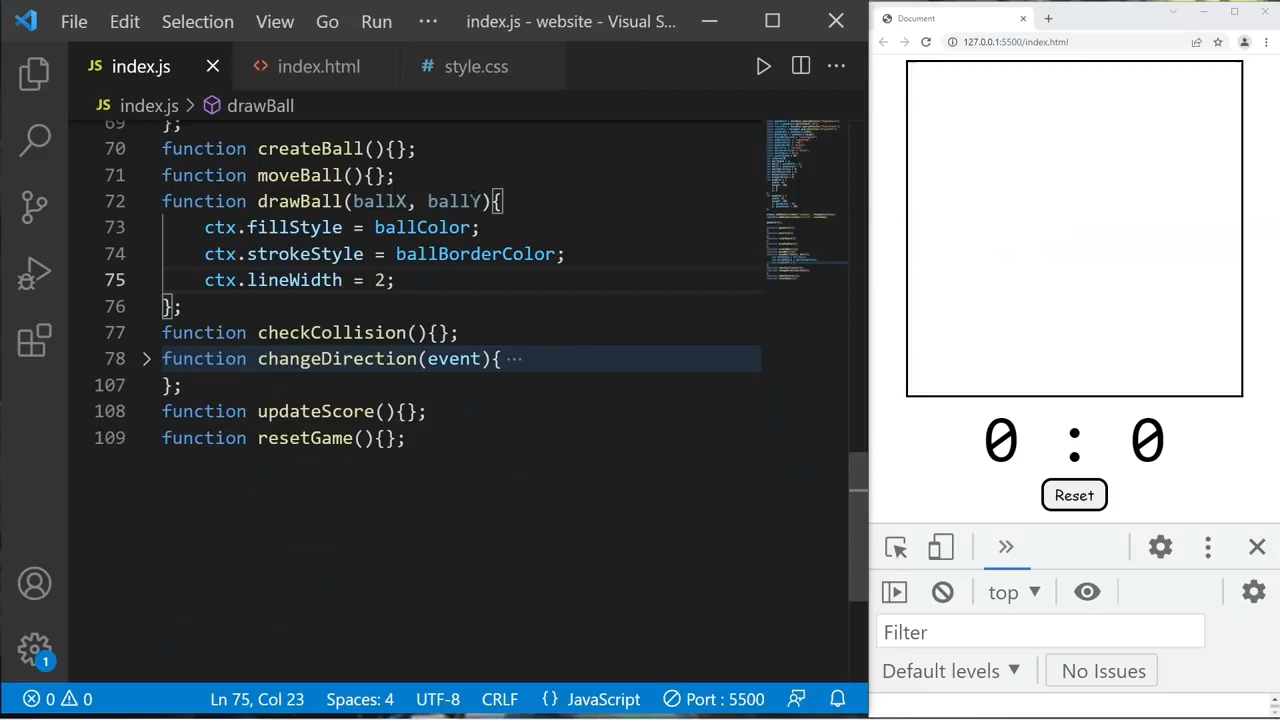 File Edit Selection View Go Run ··· index.js - website - Visual S...
JS index.js
<> index.html
# style.css
JS index.js > drawBall
69 };
70 function createBall(){};
71 function moveBall(){};
72 function drawBall(ballX, ballY){
73 ctx.fillStyle = ballColor;
74 ctx.strokeStyle = ballBorderColor;
75 ctx.lineWidth = 2;
76 };
77 function checkCollision(){};
78 function changeDirection(event){ ···
107 };
108 function updateScore(){};
109 function resetGame(){};
1
0 0 Ln 75, Col 23 Spaces: 4 UTF-8 CRLF {} JavaScript Port : 5500
Document
127.0.0.1:5500/index.html
0 : 0
Reset
top
Filter
Default levels No Issues